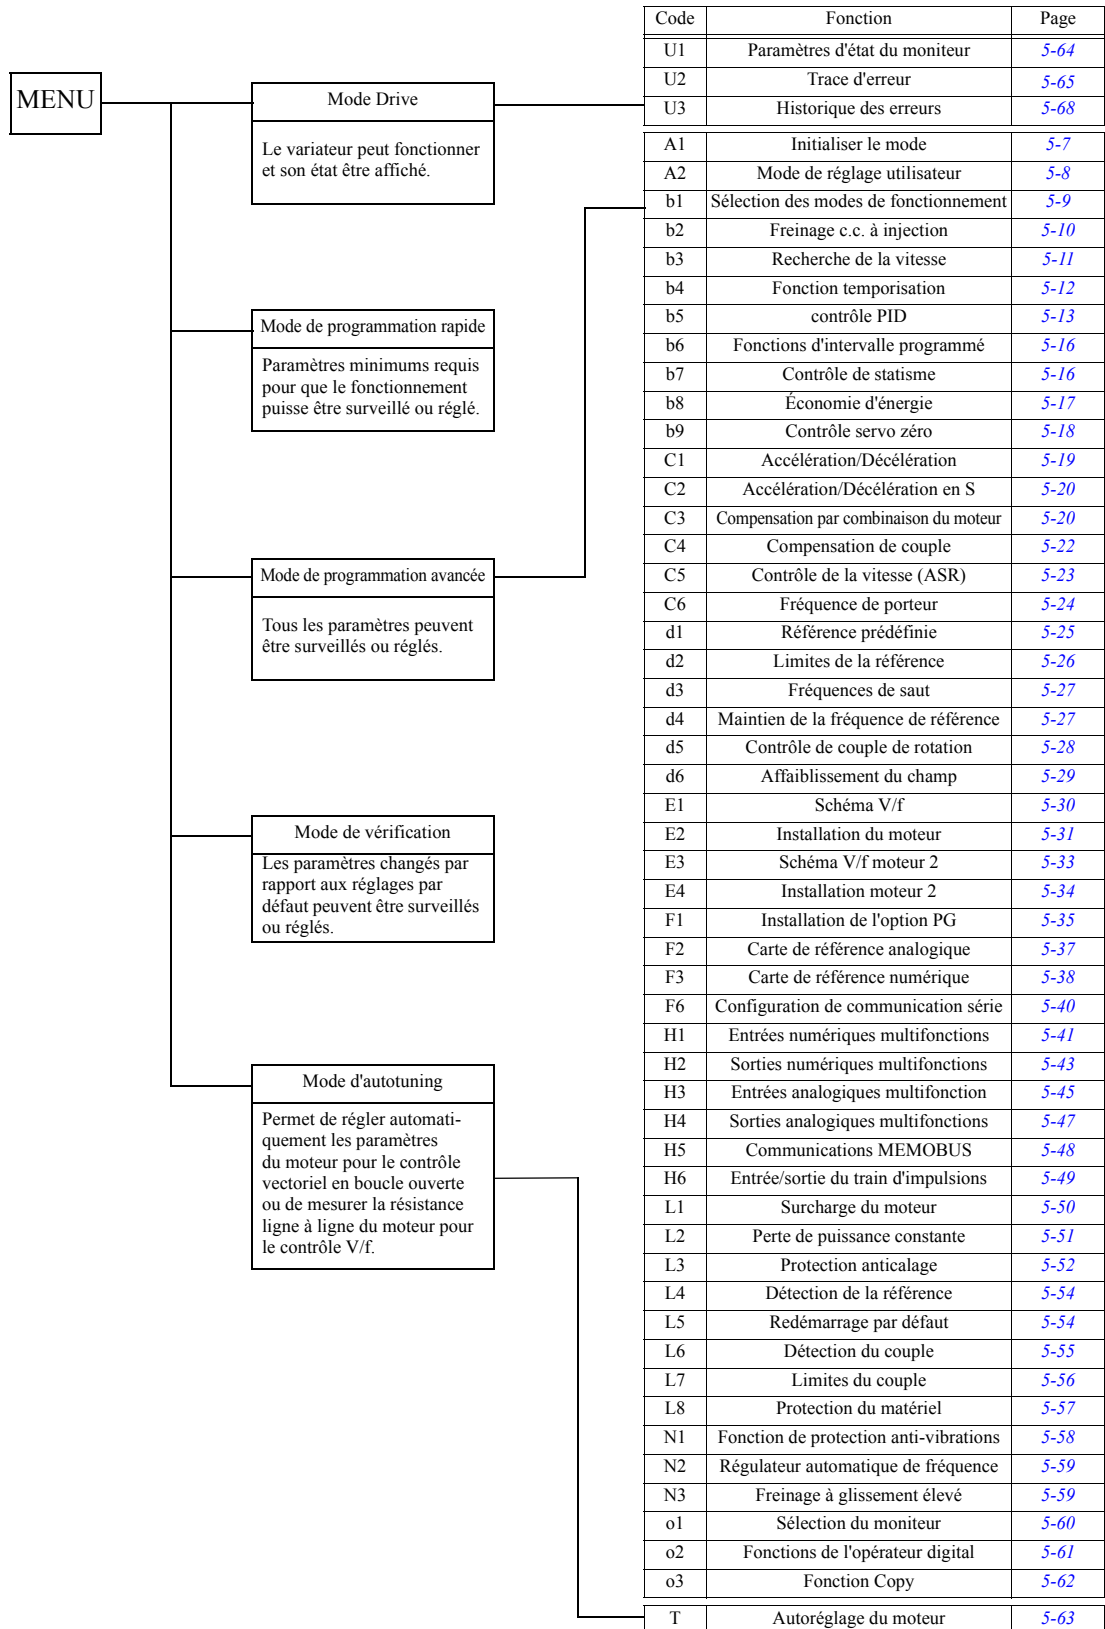 MENU
Mode Drive
Le variateur peut fonctionner
et son état être affiché.
Mode de programmation rapide
Paramètres minimums requis
pour que le fonctionnement
puisse être surveillé ou réglé.
Mode de programmation avancée
Tous les paramètres peuvent
être surveillés ou réglés.
Mode de vérification
Les paramètres changés par
rapport aux réglages par
défaut peuvent être surveillés
ou réglés.
Mode d'autotuning
Permet de régler automati-
quement les paramètres
du moteur pour le contrôle
vectoriel en boucle ouverte
ou de mesurer la résistance
ligne à ligne du moteur pour
le contrôle V/f.
Code Fonction Page
U1 Paramètres d'état du moniteur 5-64
U2 Trace d'erreur 5-65
U3 Historique des erreurs 5-68
A1 Initialiser le mode 5-7
A2 Mode de réglage utilisateur 5-8
b1 Sélection des modes de fonctionnement 5-9
b2 Freinage c.c. à injection 5-10
b3 Recherche de la vitesse 5-11
b4 Fonction temporisation 5-12
b5 contrôle PID 5-13
b6 Fonctions d'intervalle programmé 5-16
b7 Contrôle de statisme 5-16
b8 Économie d'énergie 5-17
b9 Contrôle servo zéro 5-18
C1 Accélération/Décélération 5-19
C2 Accélération/Décélération en S 5-20
C3 Compensation par combinaison du moteur 5-20
C4 Compensation de couple 5-22
C5 Contrôle de la vitesse (ASR) 5-23
C6 Fréquence de porteur 5-24
d1 Référence prédéfinie 5-25
d2 Limites de la référence 5-26
d3 Fréquences de saut 5-27
d4 Maintien de la fréquence de référence 5-27
d5 Contrôle de couple de rotation 5-28
d6 Affaiblissement du champ 5-29
E1 Schéma V/f 5-30
E2 Installation du moteur 5-31
E3 Schéma V/f moteur 2 5-33
E4 Installation moteur 2 5-34
F1 Installation de l'option PG 5-35
F2 Carte de référence analogique 5-37
F3 Carte de référence numérique 5-38
F6 Configuration de communication série 5-40
H1 Entrées numériques multifonctions 5-41
H2 Sorties numériques multifonctions 5-43
H3 Entrées analogiques multifonction 5-45
H4 Sorties analogiques multifonctions 5-47
H5 Communications MEMOBUS 5-48
H6 Entrée/sortie du train d'impulsions 5-49
L1 Surcharge du moteur 5-50
L2 Perte de puissance constante 5-51
L3 Protection anticalage 5-52
L4 Détection de la référence 5-54
L5 Redémarrage par défaut 5-54
L6 Détection du couple 5-55
L7 Limites du couple 5-56
L8 Protection du matériel 5-57
N1 Fonction de protection anti-vibrations 5-58
N2 Régulateur automatique de fréquence 5-59
N3 Freinage à glissement élevé 5-59
o1 Sélection du moniteur 5-60
o2 Fonctions de l'opérateur digital 5-61
o3 Fonction Copy 5-62
T Autoréglage du moteur 5-63